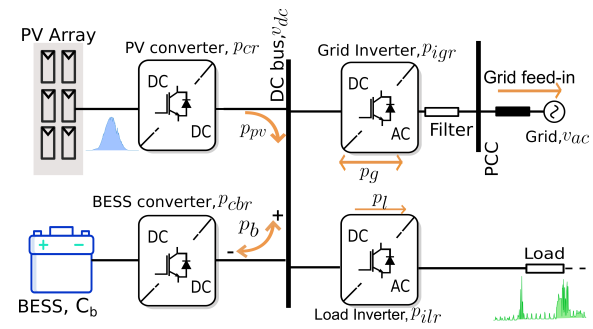 PV Array
PV converter, p_cr
DC bus, v_dc
Grid Inverter, p_igr
DC
DC
DC
AC
p_pv
p_g
Filter
PCC
Grid feed-in
Grid, v_ac
BESS converter, p_cbr
DC
DC
p_b
+
-
p_l
DC
AC
Load
+ -
BESS, C_b
Load Inverter, p_ilr